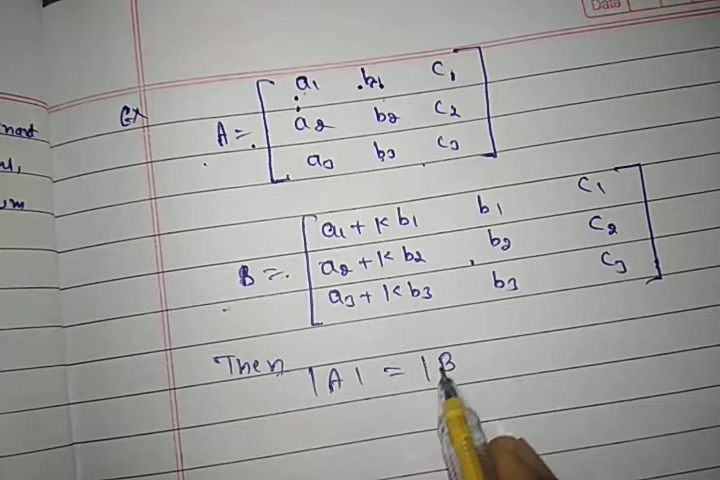 Data
Ex
A = [ a1 b1 c1
a2 b2 c2
a3 b3 c3 ]
B = [ a1 + K b1 b1 c1
a2 + K b2 b2 c2
a3 + K b3 b3 c3 ]
Then |A| = |B